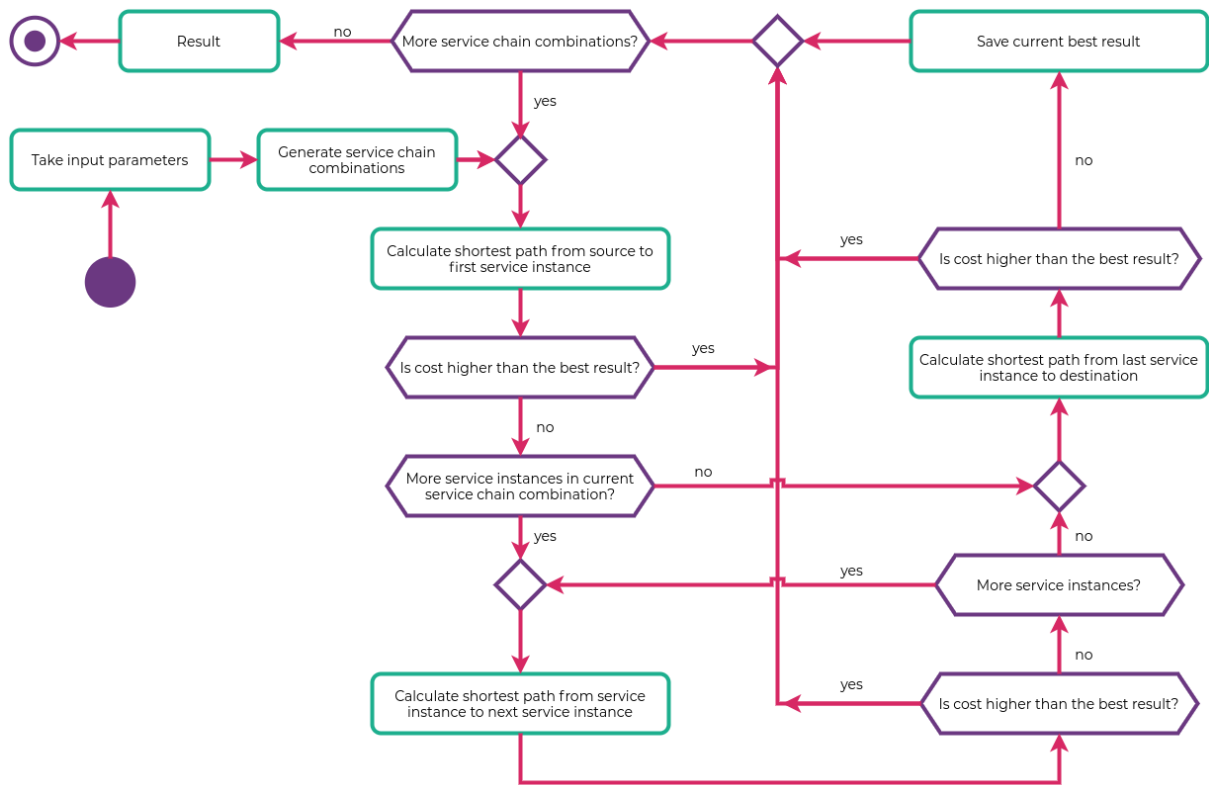 Result
no
More service chain combinations?
Save current best result
yes
Take input parameters
Generate service chain
combinations
no
Calculate shortest path from source to
first service instance
yes
Is cost higher than the best result?
Is cost higher than the best result?
yes
Calculate shortest path from last service
instance to destination
no
More service instances in current
service chain combination?
no
yes
no
yes
More service instances?
no
Calculate shortest path from service
instance to next service instance
yes
Is cost higher than the best result?